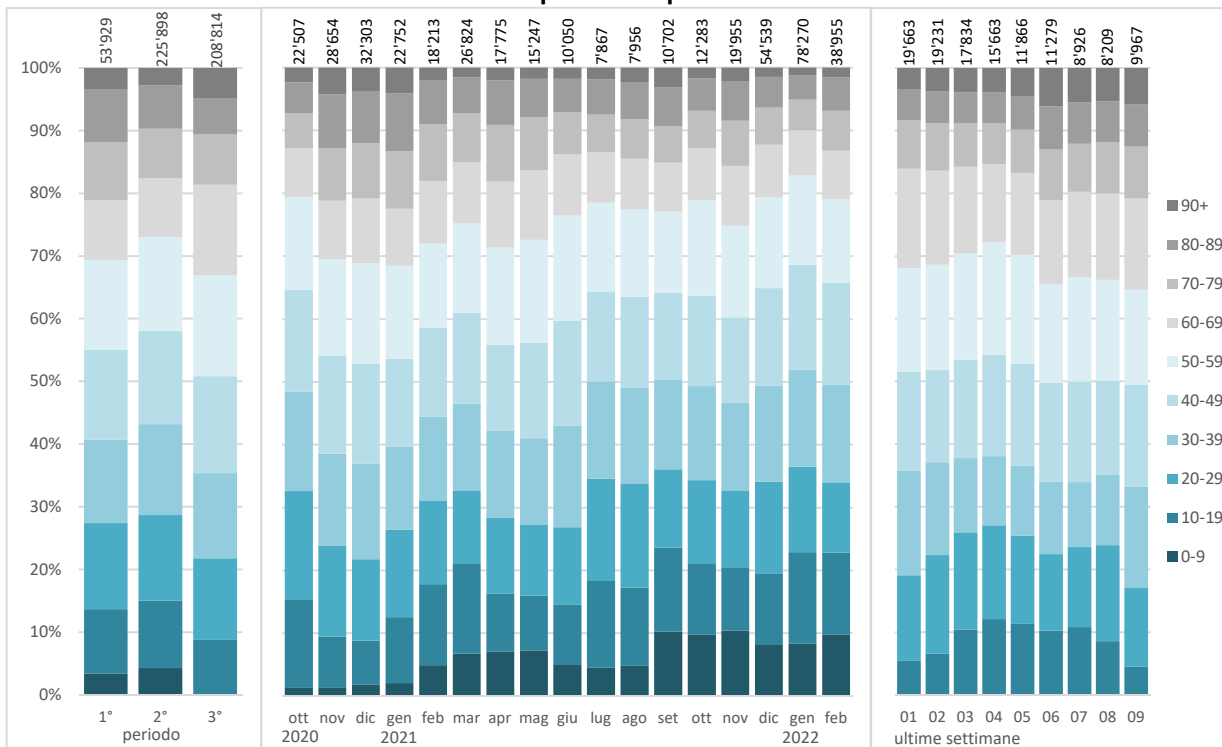 53'929 225'898 208'814
22'507 28'654 32'303 22'752 18'213 26'824 17'775 15'247 10'050 7'867 7'956 10'702 12'283 19'955 54'539 78'270 38'955
19'663 19'231 17'834 15'663 11'866 11'279 8'926 8'209 9'967
100%
90%
80%
70%
60%
50%
40%
30%
20%
10%
0%
1° 2° 3°
periodo
ott nov dic gen feb mar apr mag giu lug ago set ott nov dic gen feb
2020 2021 2022
01 02 03 04 05 06 07 08 09
ultime settimane
90+
80-89
70-79
60-69
50-59
40-49
30-39
20-29
10-19
0-9